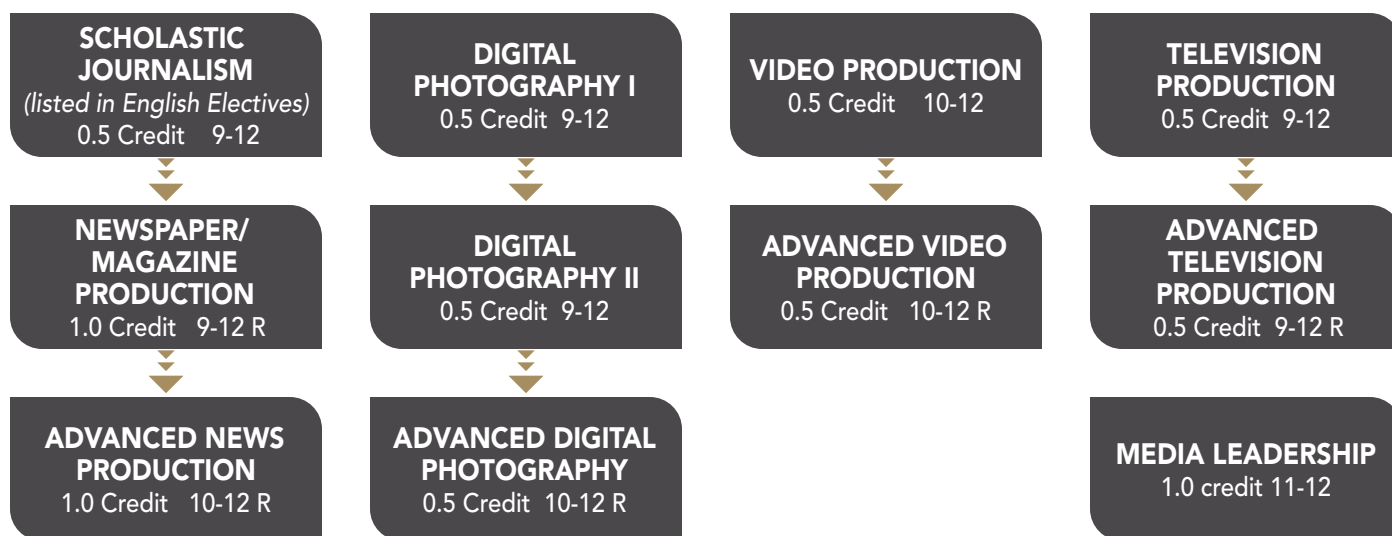 SCHOLASTIC
JOURNALISM
(listed in English Electives)
0.5 Credit 9-12
DIGITAL
PHOTOGRAPHY I
0.5 Credit 9-12
VIDEO PRODUCTION
0.5 Credit 10-12
TELEVISION
PRODUCTION
0.5 Credit 9-12
NEWSPAPER/
MAGAZINE
PRODUCTION
1.0 Credit 9-12 R
DIGITAL
PHOTOGRAPHY II
0.5 Credit 9-12
ADVANCED VIDEO
PRODUCTION
0.5 Credit 10-12 R
ADVANCED
TELEVISION
PRODUCTION
0.5 Credit 9-12 R
ADVANCED NEWS
PRODUCTION
1.0 Credit 10-12 R
ADVANCED DIGITAL
PHOTOGRAPHY
0.5 Credit 10-12 R
MEDIA LEADERSHIP
1.0 credit 11-12